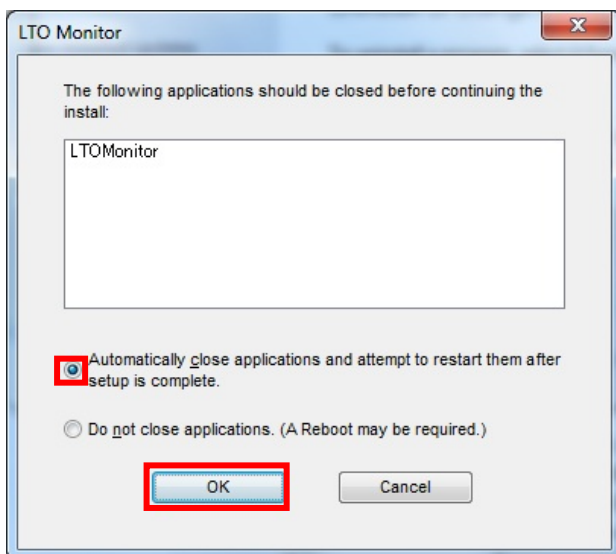 LTO Monitor
The following applications should be closed before continuing the
install:
LTOMonitor
Automatically close applications and attempt to restart them after
setup is complete.
Do not close applications. (A Reboot may be required.)
OK
Cancel